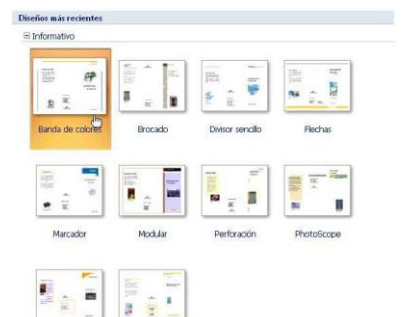 Diseños más recientes
Informativo
Banda de colores
Brocado
Divisor sencillo
Flechas
Marcador
Modular
Perforación
PhotoScope